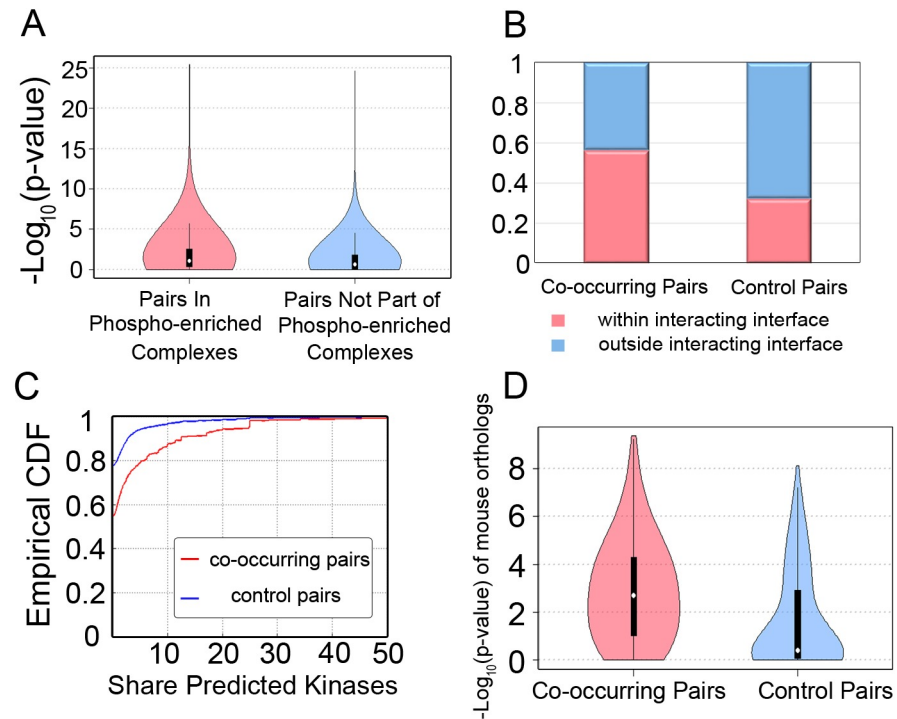 A
-Log10(p-value)
25
20
15
10
5
0
Pairs In
Phospho-enriched
Complexes
Pairs Not Part of
Phospho-enriched
Complexes
B
1
0.8
0.6
0.4
0.2
0
Co-occurring Pairs
Control Pairs
within interacting interface
outside interacting interface
C
Empirical CDF
1
0.8
0.6
0.4
0.2
0
co-occurring pairs
control pairs
10
20
30
40
50
Share Predicted Kinases
D
-Log10(p-value) of mouse orthologs
8
6
4
2
0
Co-occurring Pairs
Control Pairs